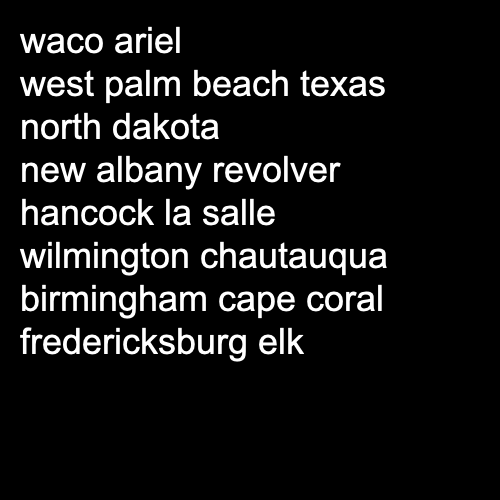 waco ariel
west palm beach texas
north dakota
new albany revolver
hancock la salle
wilmington chautauqua
birmingham cape coral
fredericksburg elk